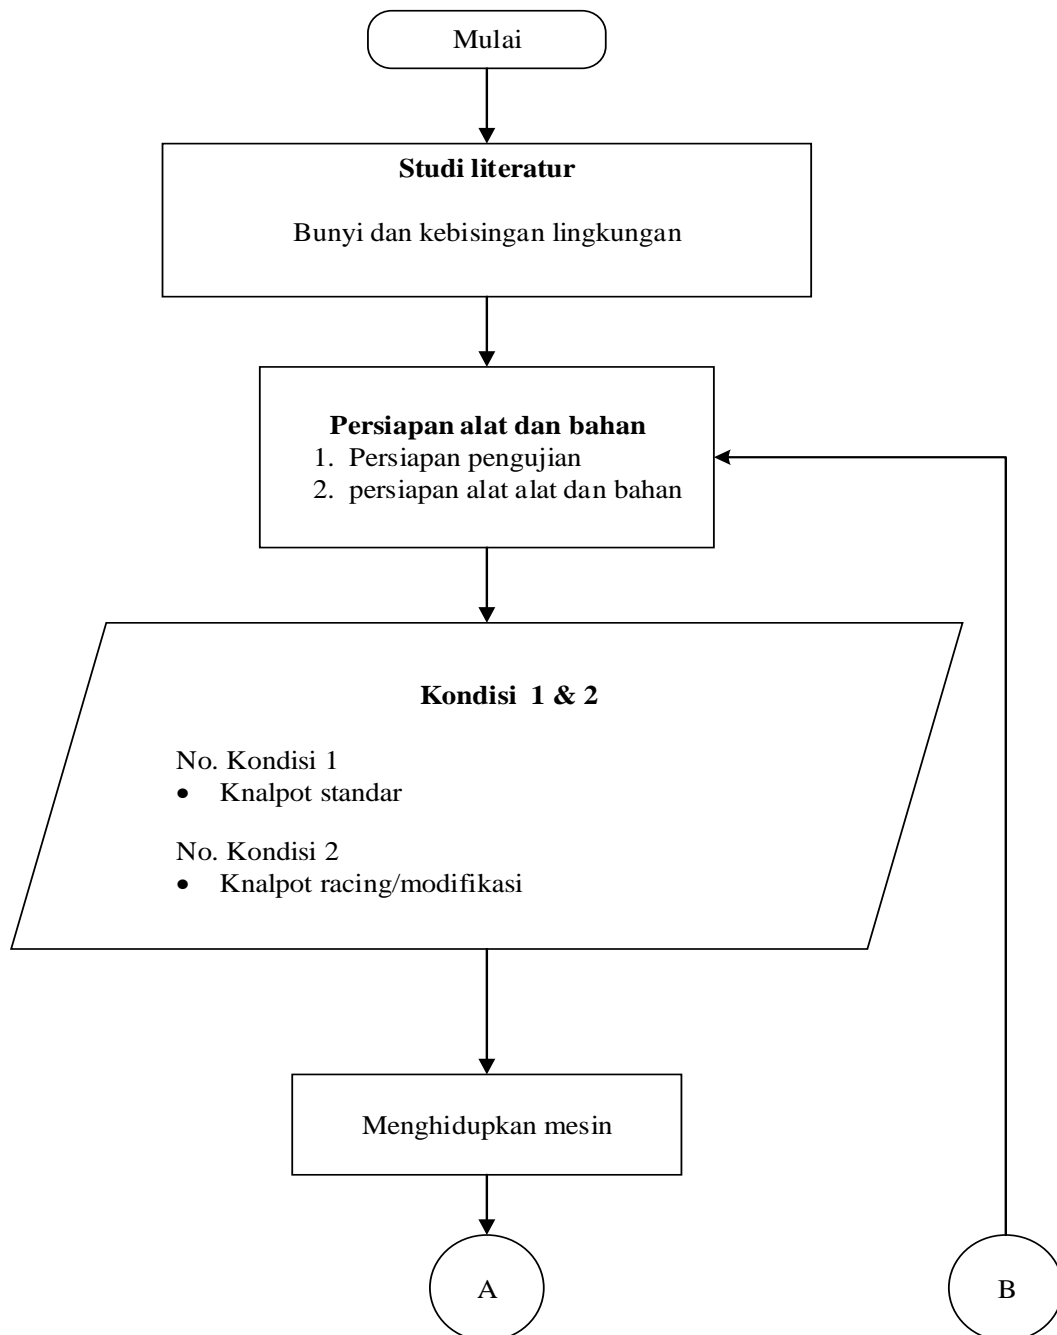 Mulai
Studi literatur
Bunyi dan kebisingan lingkungan
Persiapan alat dan bahan
1. Persiapan pengujian
2. persiapan alat alat dan bahan
Kondisi 1 & 2
No. Kondisi 1
• Knalpot standar
No. Kondisi 2
• Knalpot racing/modifikasi
Menghidupkan mesin
A
B